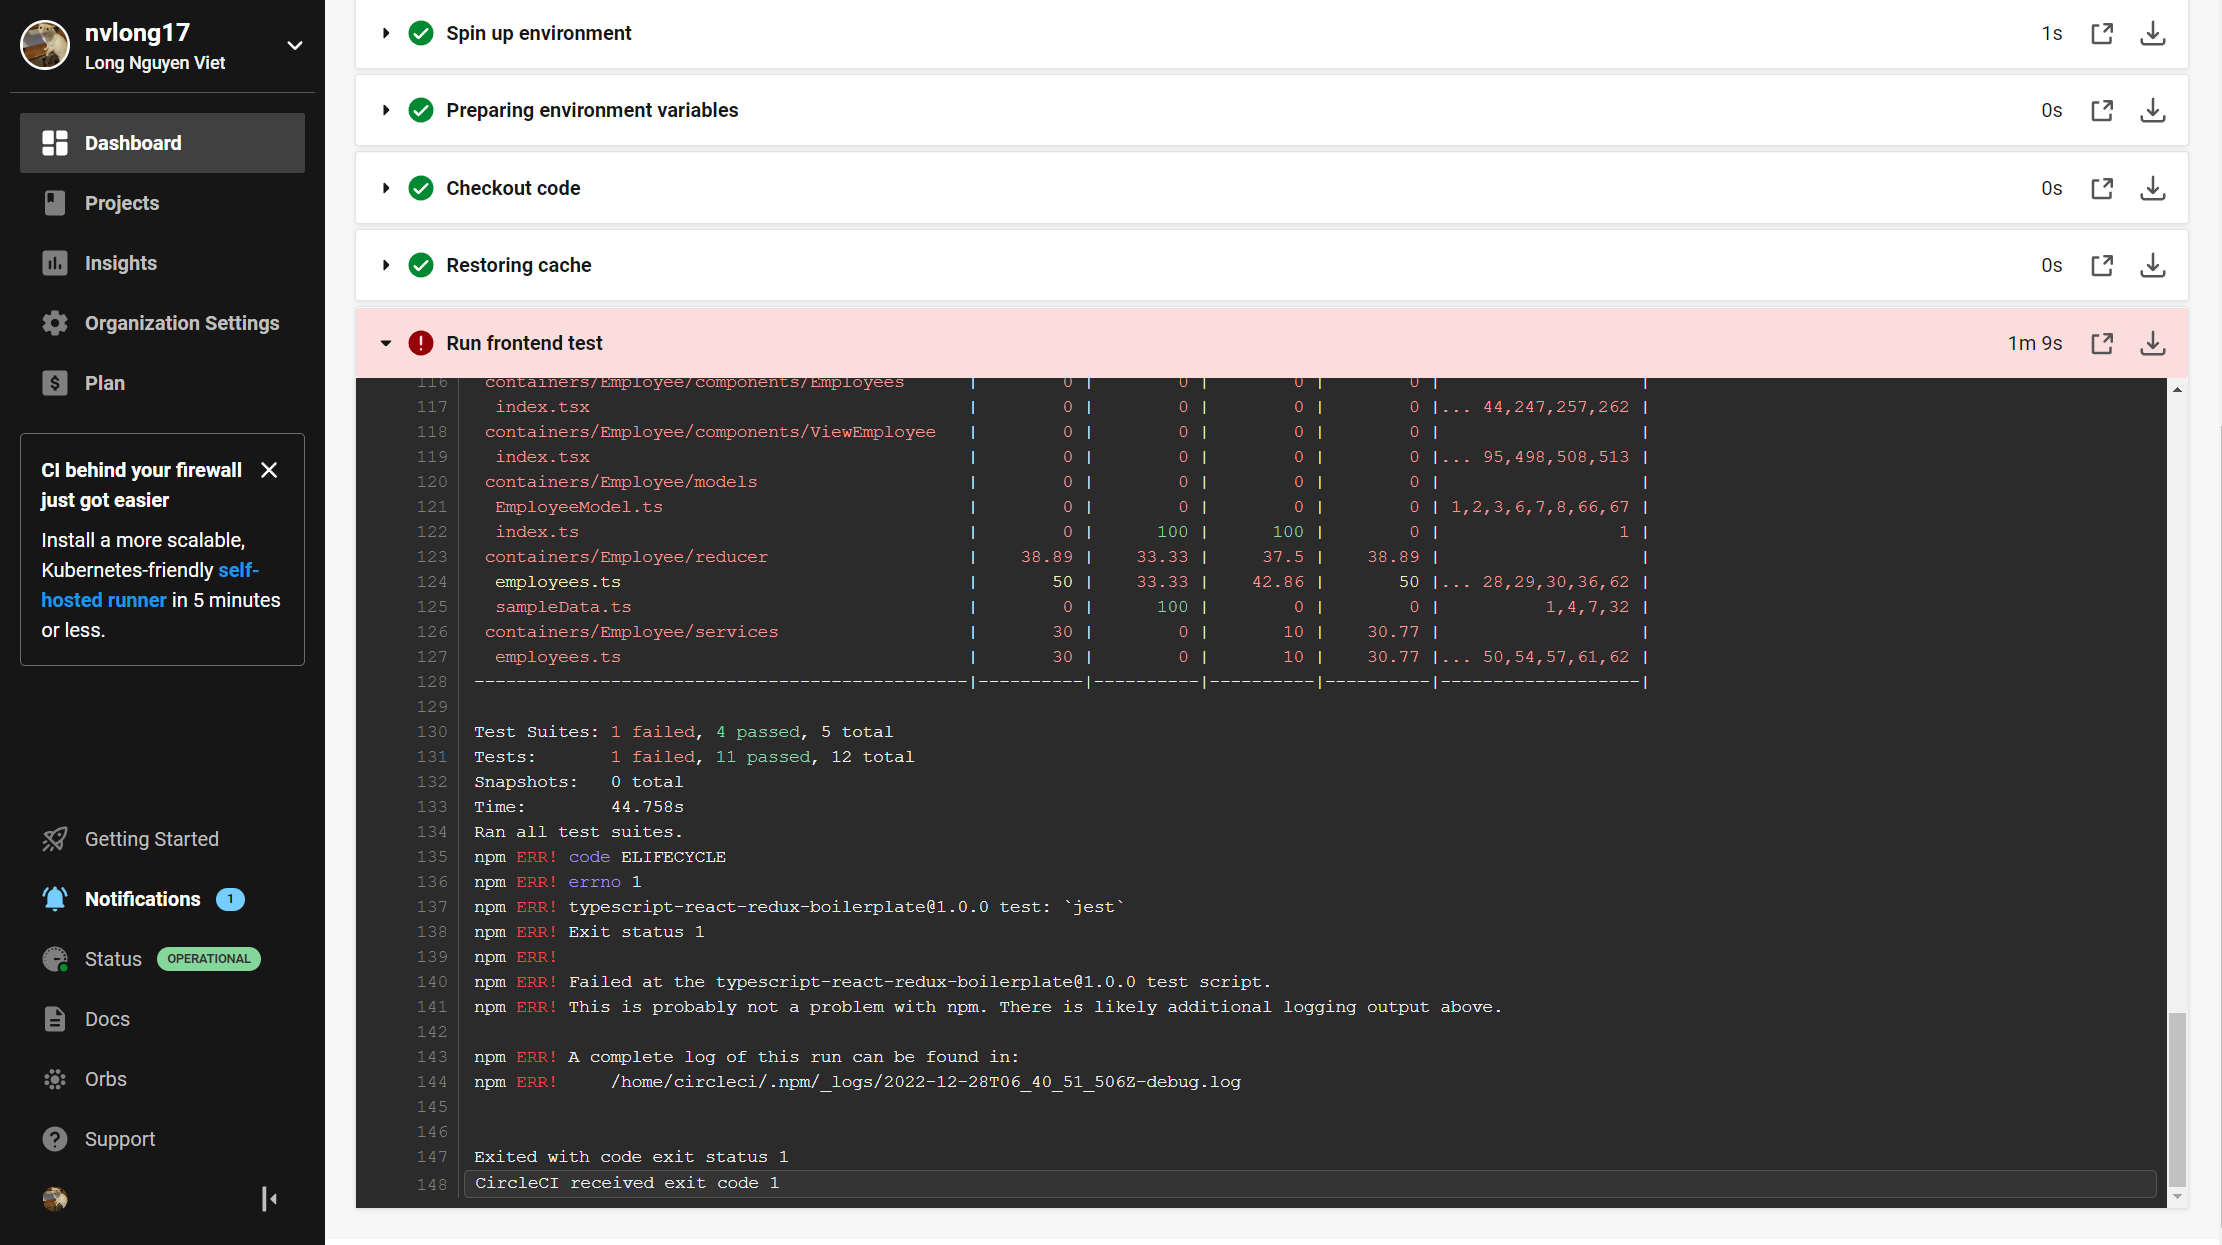 nvlong17
Long Nguyen Viet
Dashboard
Projects
Insights
Organization Settings
Plan
CI behind your firewall
just got easier
Install a more scalable,
Kubernetes-friendly self-
hosted runner in 5 minutes
or less.
Getting Started
Notifications 1
Status OPERATIONAL
Docs
Orbs
Support
Spin up environment 1s
Preparing environment variables 0s
Checkout code 0s
Restoring cache 0s
Run frontend test 1m 9s
116 containers/Employee/components/Employees | 0 | 0 | 0 | 0 | |
117 index.tsx | 0 | 0 | 0 | 0 |... 44,247,257,262 |
118 containers/Employee/components/ViewEmployee | 0 | 0 | 0 | 0 | |
119 index.tsx | 0 | 0 | 0 | 0 |... 95,498,508,513 |
120 containers/Employee/models | 0 | 0 | 0 | 0 | |
121 EmployeeModel.ts | 0 | 0 | 0 | 0 | 1,2,3,6,7,8,66,67 |
122 index.ts | 0 | 100 | 100 | 0 | 1 |
123 containers/Employee/reducer | 38.89 | 33.33 | 37.5 | 38.89 | |
124 employees.ts | 50 | 33.33 | 42.86 | 50 |... 28,29,30,36,62 |
125 sampleData.ts | 0 | 100 | 0 | 0 | 1,4,7,32 |
126 containers/Employee/services | 30 | 0 | 10 | 30.77 | |
127 employees.ts | 30 | 0 | 10 | 30.77 |... 50,54,57,61,62 |
128 -----------------------------------------------|----------|----------|----------|----------|-------------------|
129
130 Test Suites: 1 failed, 4 passed, 5 total
131 Tests: 1 failed, 11 passed, 12 total
132 Snapshots: 0 total
133 Time: 44.758s
134 Ran all test suites.
135 npm ERR! code ELIFECYCLE
136 npm ERR! errno 1
137 npm ERR! typescript-react-redux-boilerplate@1.0.0 test: `jest`
138 npm ERR! Exit status 1
139 npm ERR!
140 npm ERR! Failed at the typescript-react-redux-boilerplate@1.0.0 test script.
141 npm ERR! This is probably not a problem with npm. There is likely additional logging output above.
142
143 npm ERR! A complete log of this run can be found in:
144 npm ERR! /home/circleci/.npm/_logs/2022-12-28T06_40_51_506Z-debug.log
145
146
147 Exited with code exit status 1
148 CircleCI received exit code 1